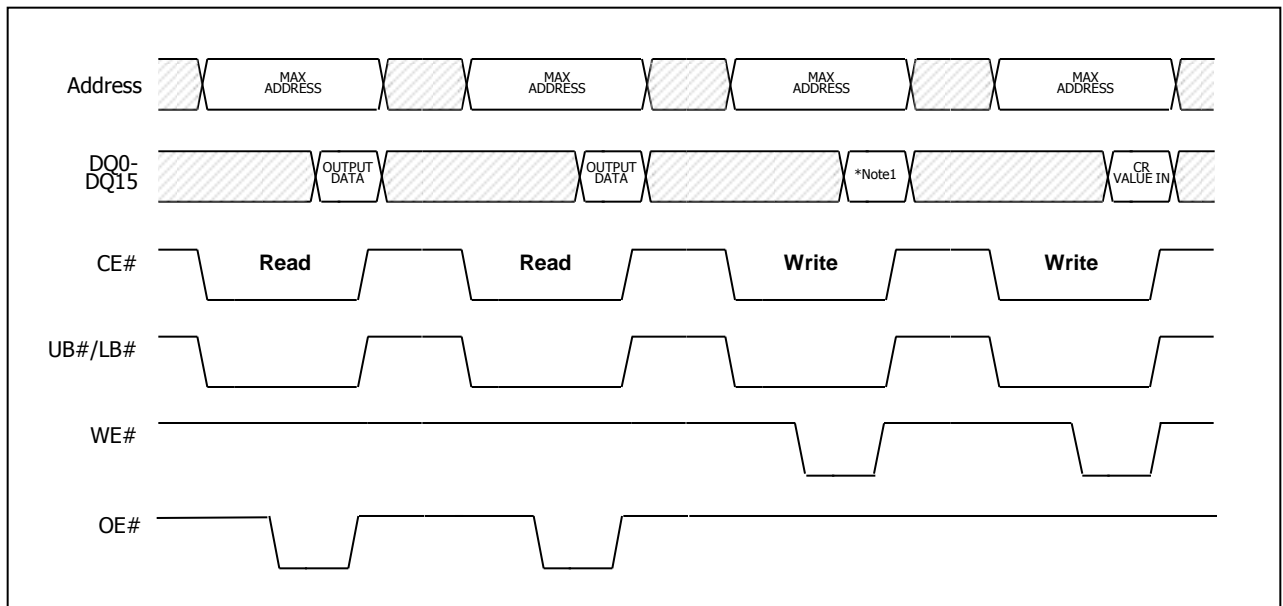 Address
MAX
ADDRESS
MAX
ADDRESS
MAX
ADDRESS
MAX
ADDRESS
DQ0-
DQ15
OUTPUT
DATA
OUTPUT
DATA
*Note1
CR
VALUE IN
CE#
Read
Read
Write
Write
UB#/LB#
WE#
OE#